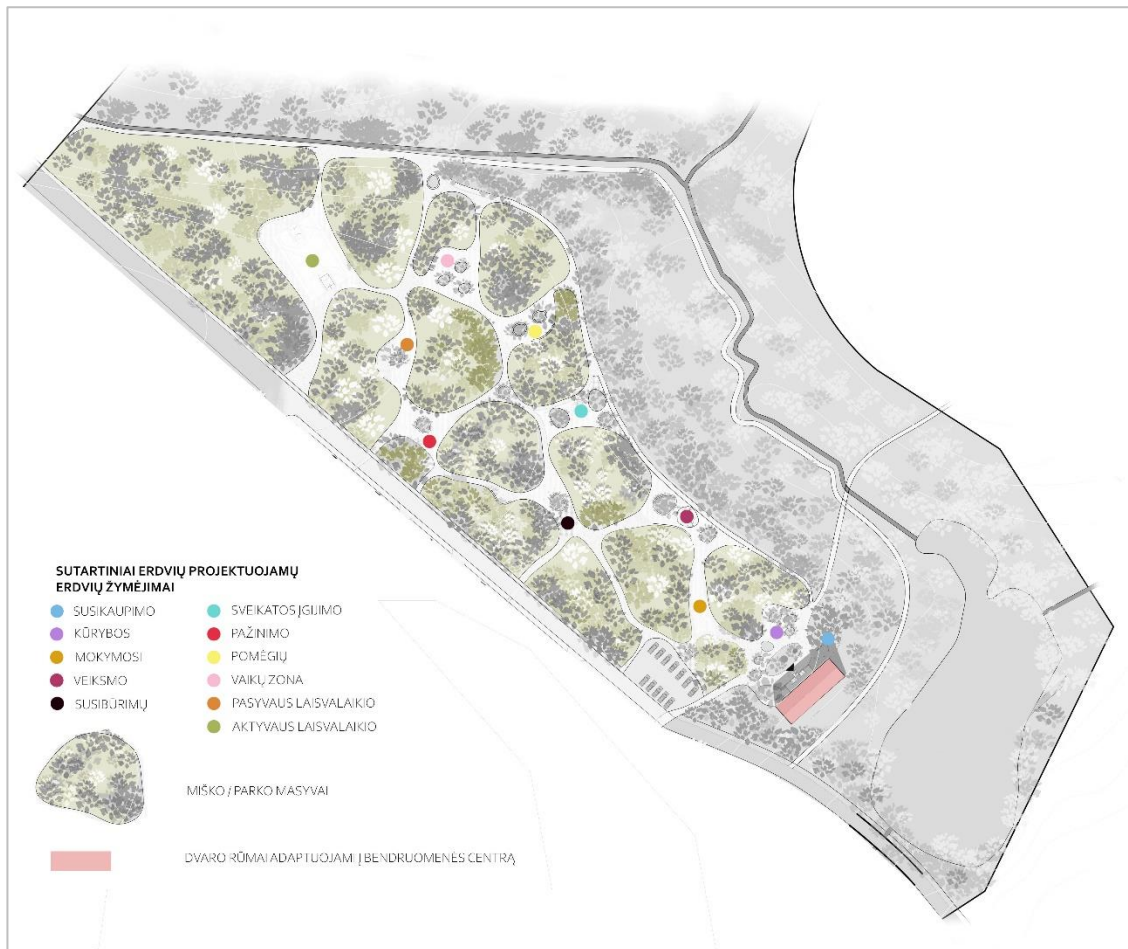 SUTARTINIAI ERDVIŲ PROJEKTUOJAMŲ
ERDVIŲ ŽYMĖJIMAI
SUSIKAUPIMO
KŪRYBOS
MOKYMOSI
VEIKSMO
SUSIBŪRIMŲ
SVEIKATOS ĮGIJIMO
PAŽINIMO
POMĖGIŲ
VAIKŲ ZONA
PASYVAUS LAISVALAIKIO
AKTYVAUS LAISVALAIKIO
MIŠKO / PARKO MASYVAI
DVARO RŪMAI ADAPTUOJAMI Į BENDRUOMENĖS CENTRĄ